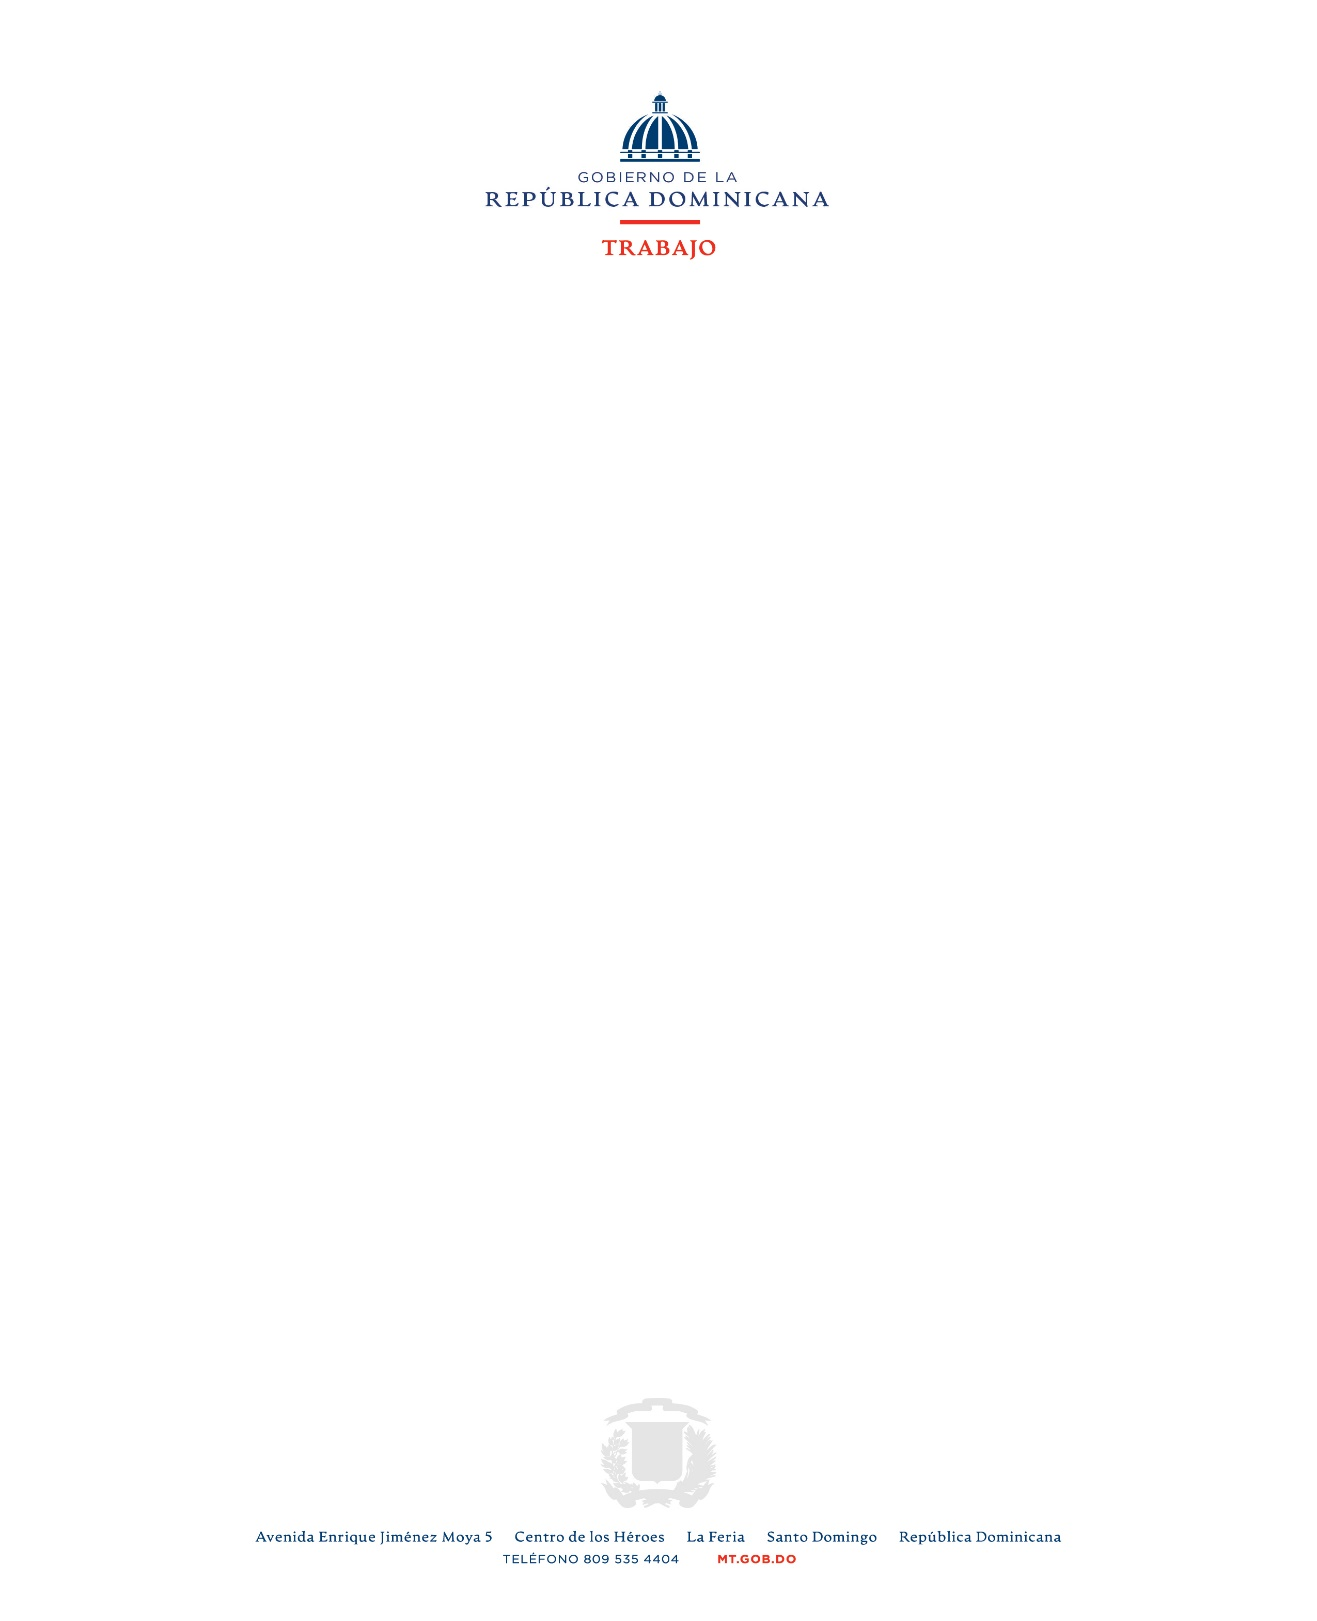 GOBIERNO DE LA
REPÚBLICA DOMINICANA
TRABAJO
Avenida Enrique Jiménez Moya 5 Centro de los Héroes La Feria Santo Domingo República Dominicana
TELÉFONO 809 535 4404 MT.GOB.DO